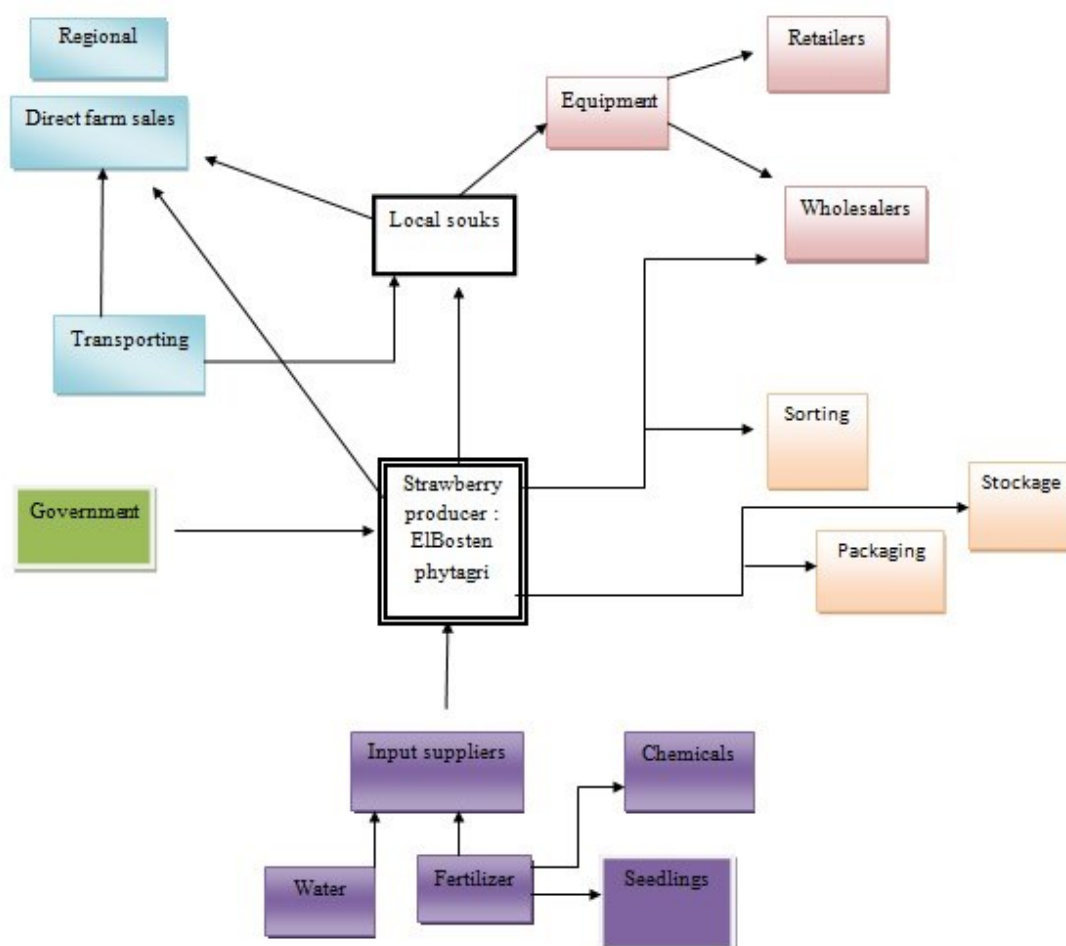 Regional
Retailers
Direct farm sales
Equipment
Local souks
Wholesalers
Transporting
Sorting
Government
Strawberry
producer :
ElBosten
phytagri
Stockage
Packaging
Input suppliers
Chemicals
Water
Fertilizer
Seedlings